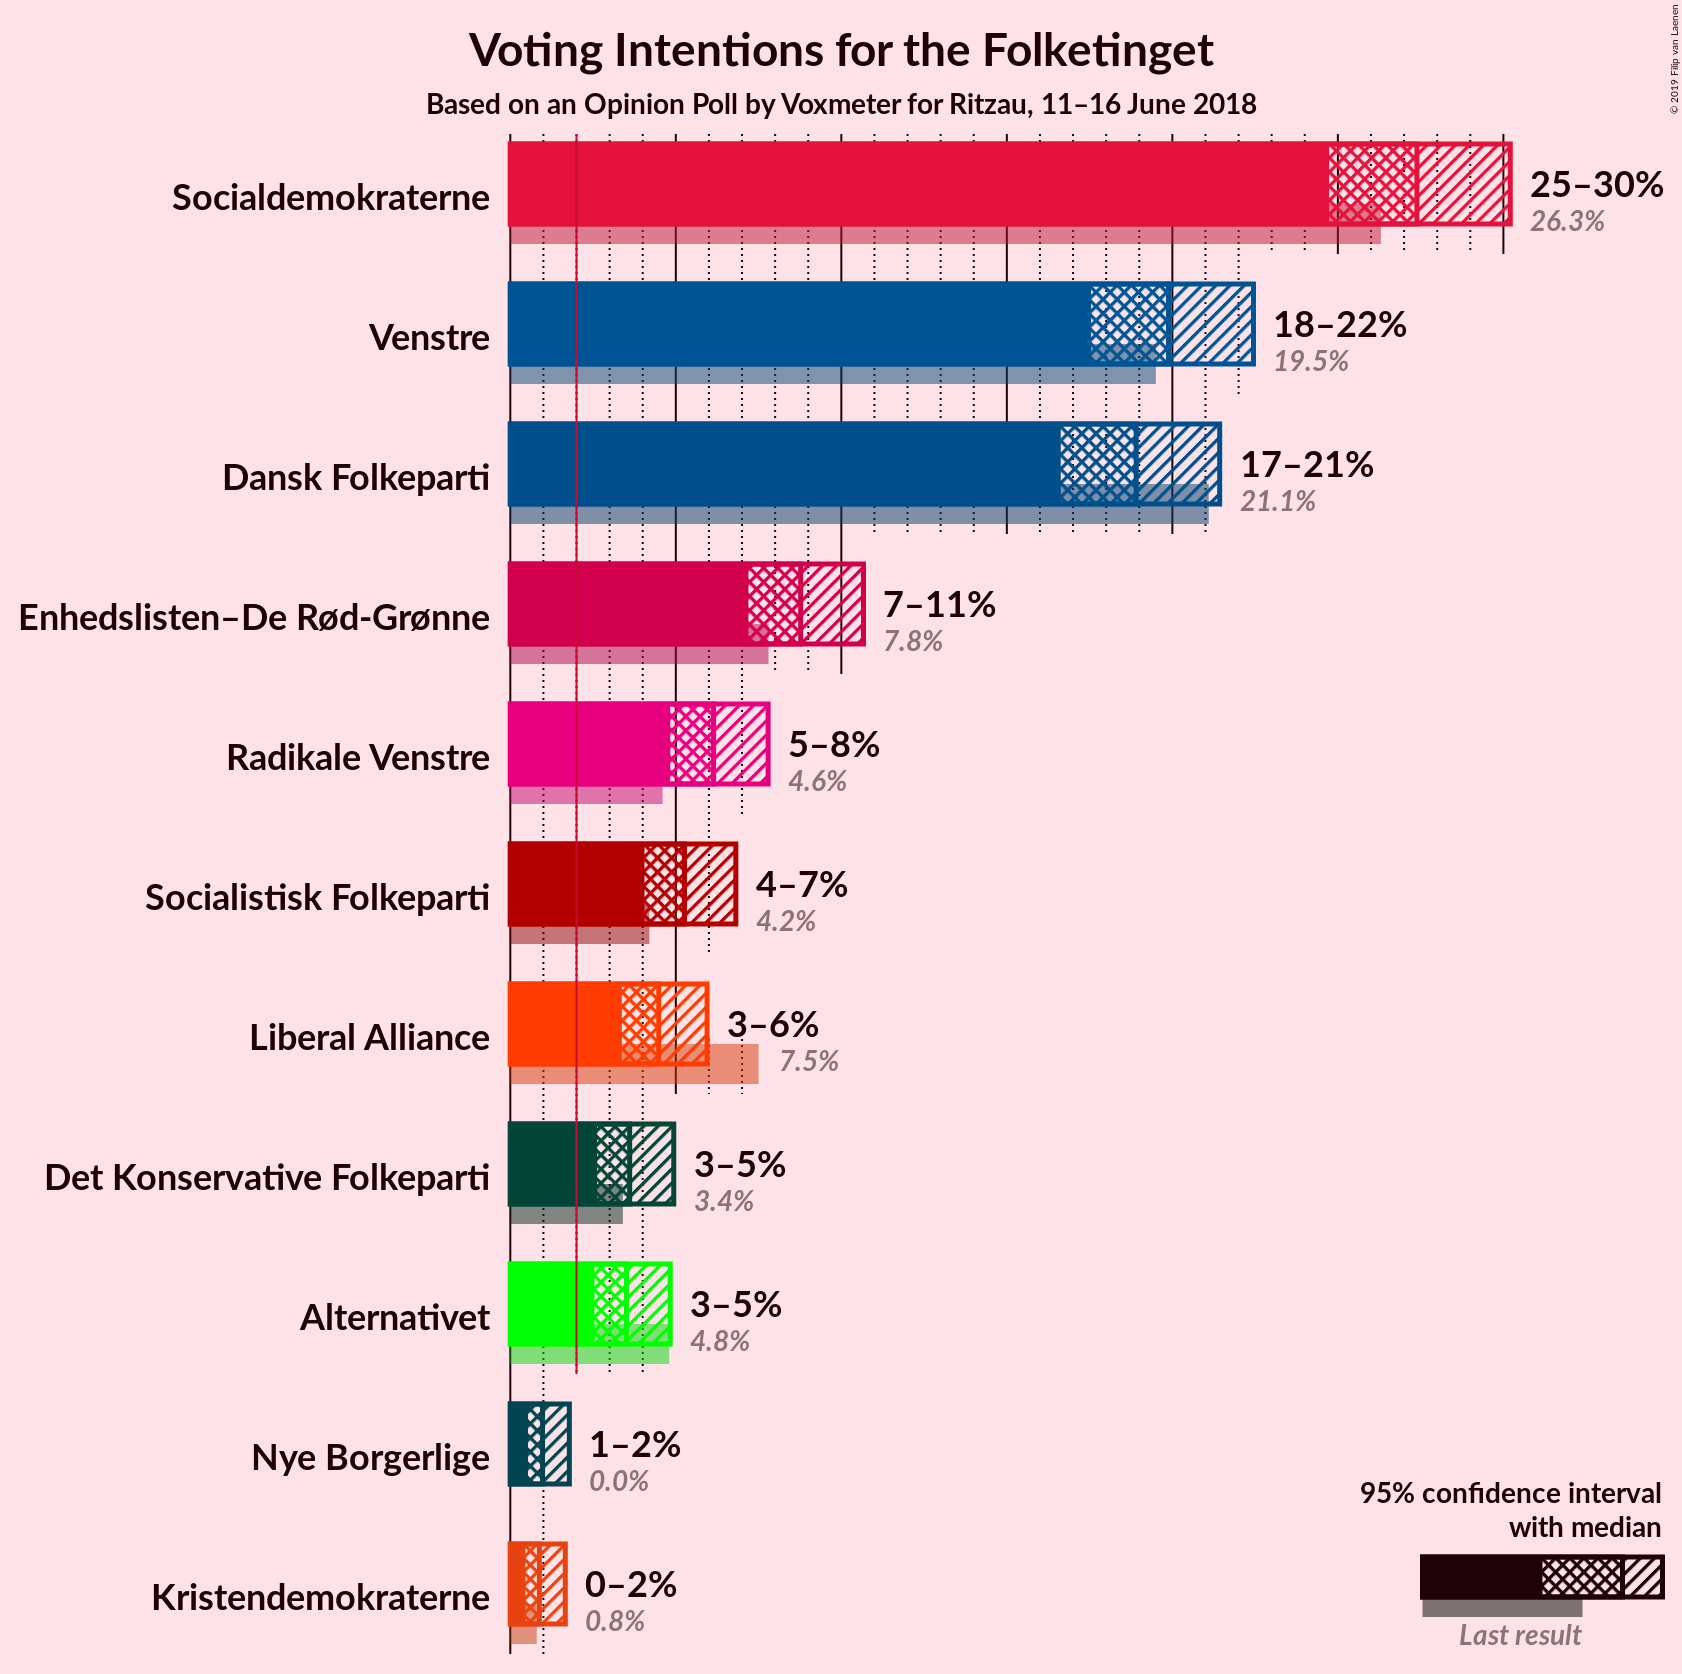 Voting Intentions for the Folketinget
Based on an Opinion Poll by Voxmeter for Ritzau, 11–16 June 2018
© 2019 Filip van Laenen
Socialdemokraterne
25–30%
26.3%
Venstre
18–22%
19.5%
Dansk Folkeparti
17–21%
21.1%
Enhedslisten–De Rød-Grønne
7–11%
7.8%
Radikale Venstre
5–8%
4.6%
Socialistisk Folkeparti
4–7%
4.2%
Liberal Alliance
3–6%
7.5%
Det Konservative Folkeparti
3–5%
3.4%
Alternativet
3–5%
4.8%
Nye Borgerlige
1–2%
0.0%
Kristendemokraterne
0–2%
0.8%
95% confidence interval
with median
Last result